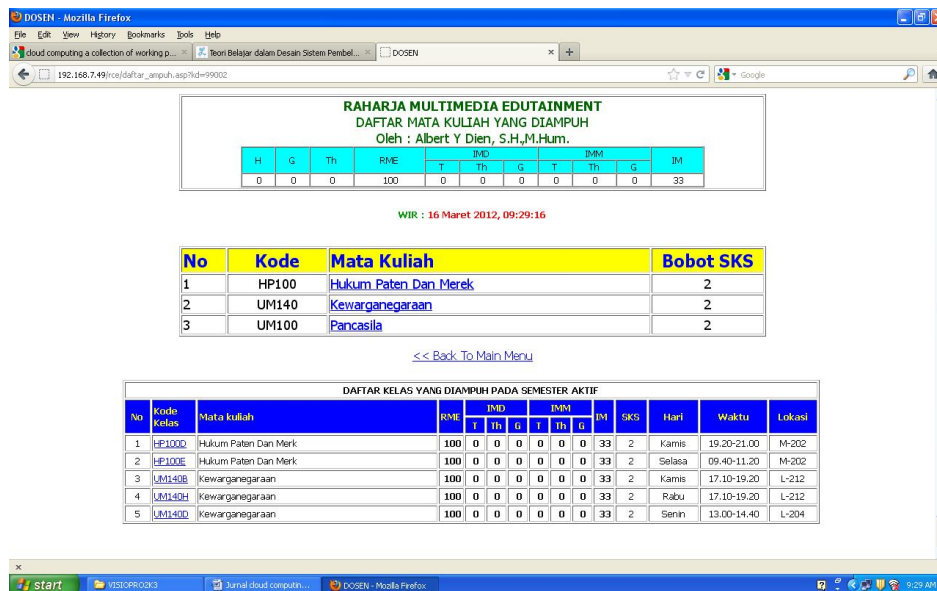 DOSEN - Mozilla Firefox
File Edit View History Bookmarks Tools Help
cloud computing a collection of working p... × Teori Belajar dalam Desain Sistem Pembel... × DOSEN × +
192.168.7.49/rce/daftar_ampuh.asp?kd=99002 Google
RAHARJA MULTIMEDIA EDUTAINMENT
DAFTAR MATA KULIAH YANG DIAMPUH
Oleh : Albert Y Dien, S.H.,M.Hum.
H G Th RME IMD IMM IM
T Th G T Th G
0 0 0 100 0 0 0 0 0 0 33
WIR : 16 Maret 2012, 09:29:16
No Kode Mata Kuliah Bobot SKS
1 HP100 Hukum Paten Dan Merek 2
2 UM140 Kewarganegaraan 2
3 UM100 Pancasila 2
<< Back To Main Menu
DAFTAR KELAS YANG DIAMPUH PADA SEMESTER AKTIF
No Kode Kelas Mata kuliah RME IMD IMM IM SKS Hari Waktu Lokasi
T Th G T Th G
1 HP100D Hukum Paten Dan Merk 100 0 0 0 0 0 0 33 2 Kamis 19.20-21.00 M-202
2 HP100E Hukum Paten Dan Merk 100 0 0 0 0 0 0 33 2 Selasa 09.40-11.20 M-202
3 UM140B Kewarganegaraan 100 0 0 0 0 0 0 33 2 Kamis 17.10-19.20 L-212
4 UM140H Kewarganegaraan 100 0 0 0 0 0 0 33 2 Rabu 17.10-19.20 L-212
5 UM140D Kewarganegaraan 100 0 0 0 0 0 0 33 2 Senin 13.00-14.40 L-204
×
start VISIOPRO2K3 Jurnal cloud computin... DOSEN - Mozilla Firefox 9:29 AM